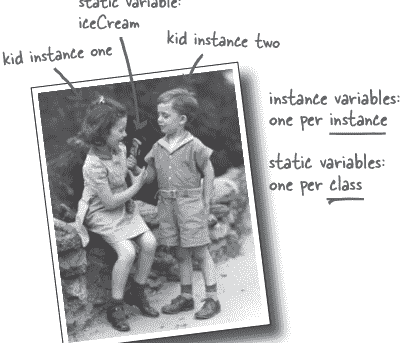 static variable:
iceCream
kid instance one
kid instance two
instance variables:
one per instance
static variables:
one per class